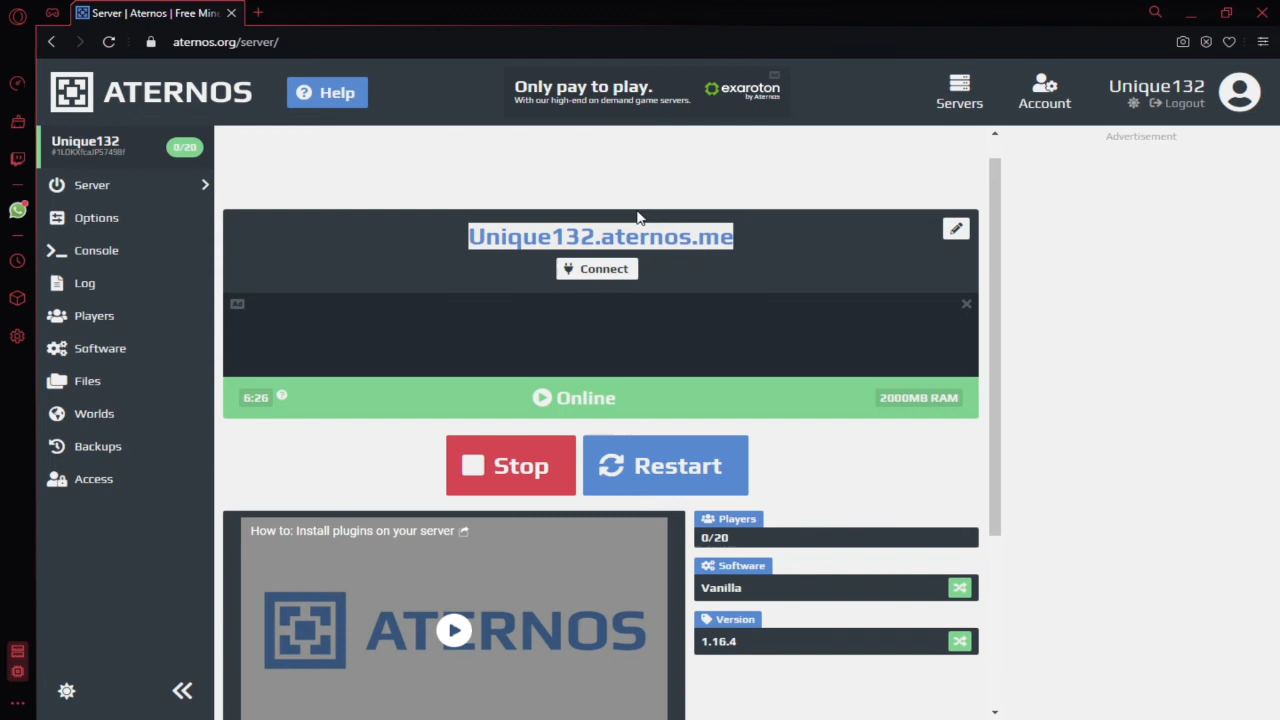 Server | Aternos | Free Mine
aternos.org/server/
ATERNOS
Help
Ad
Only pay to play.
With our high-end on demand game servers.
exaroton
by Aternos
Servers
Account
Unique132
Logout
Unique132
0/20
Server
Options
Console
Log
Players
Software
Files
Worlds
Backups
Access
Advertisement
Unique132.aternos.me
Connect
Ad
6:26
Online
2000MB RAM
Stop
Restart
How to: Install plugins on your server
ATERNOS
Players
0/20
Software
Vanilla
Version
1.16.4